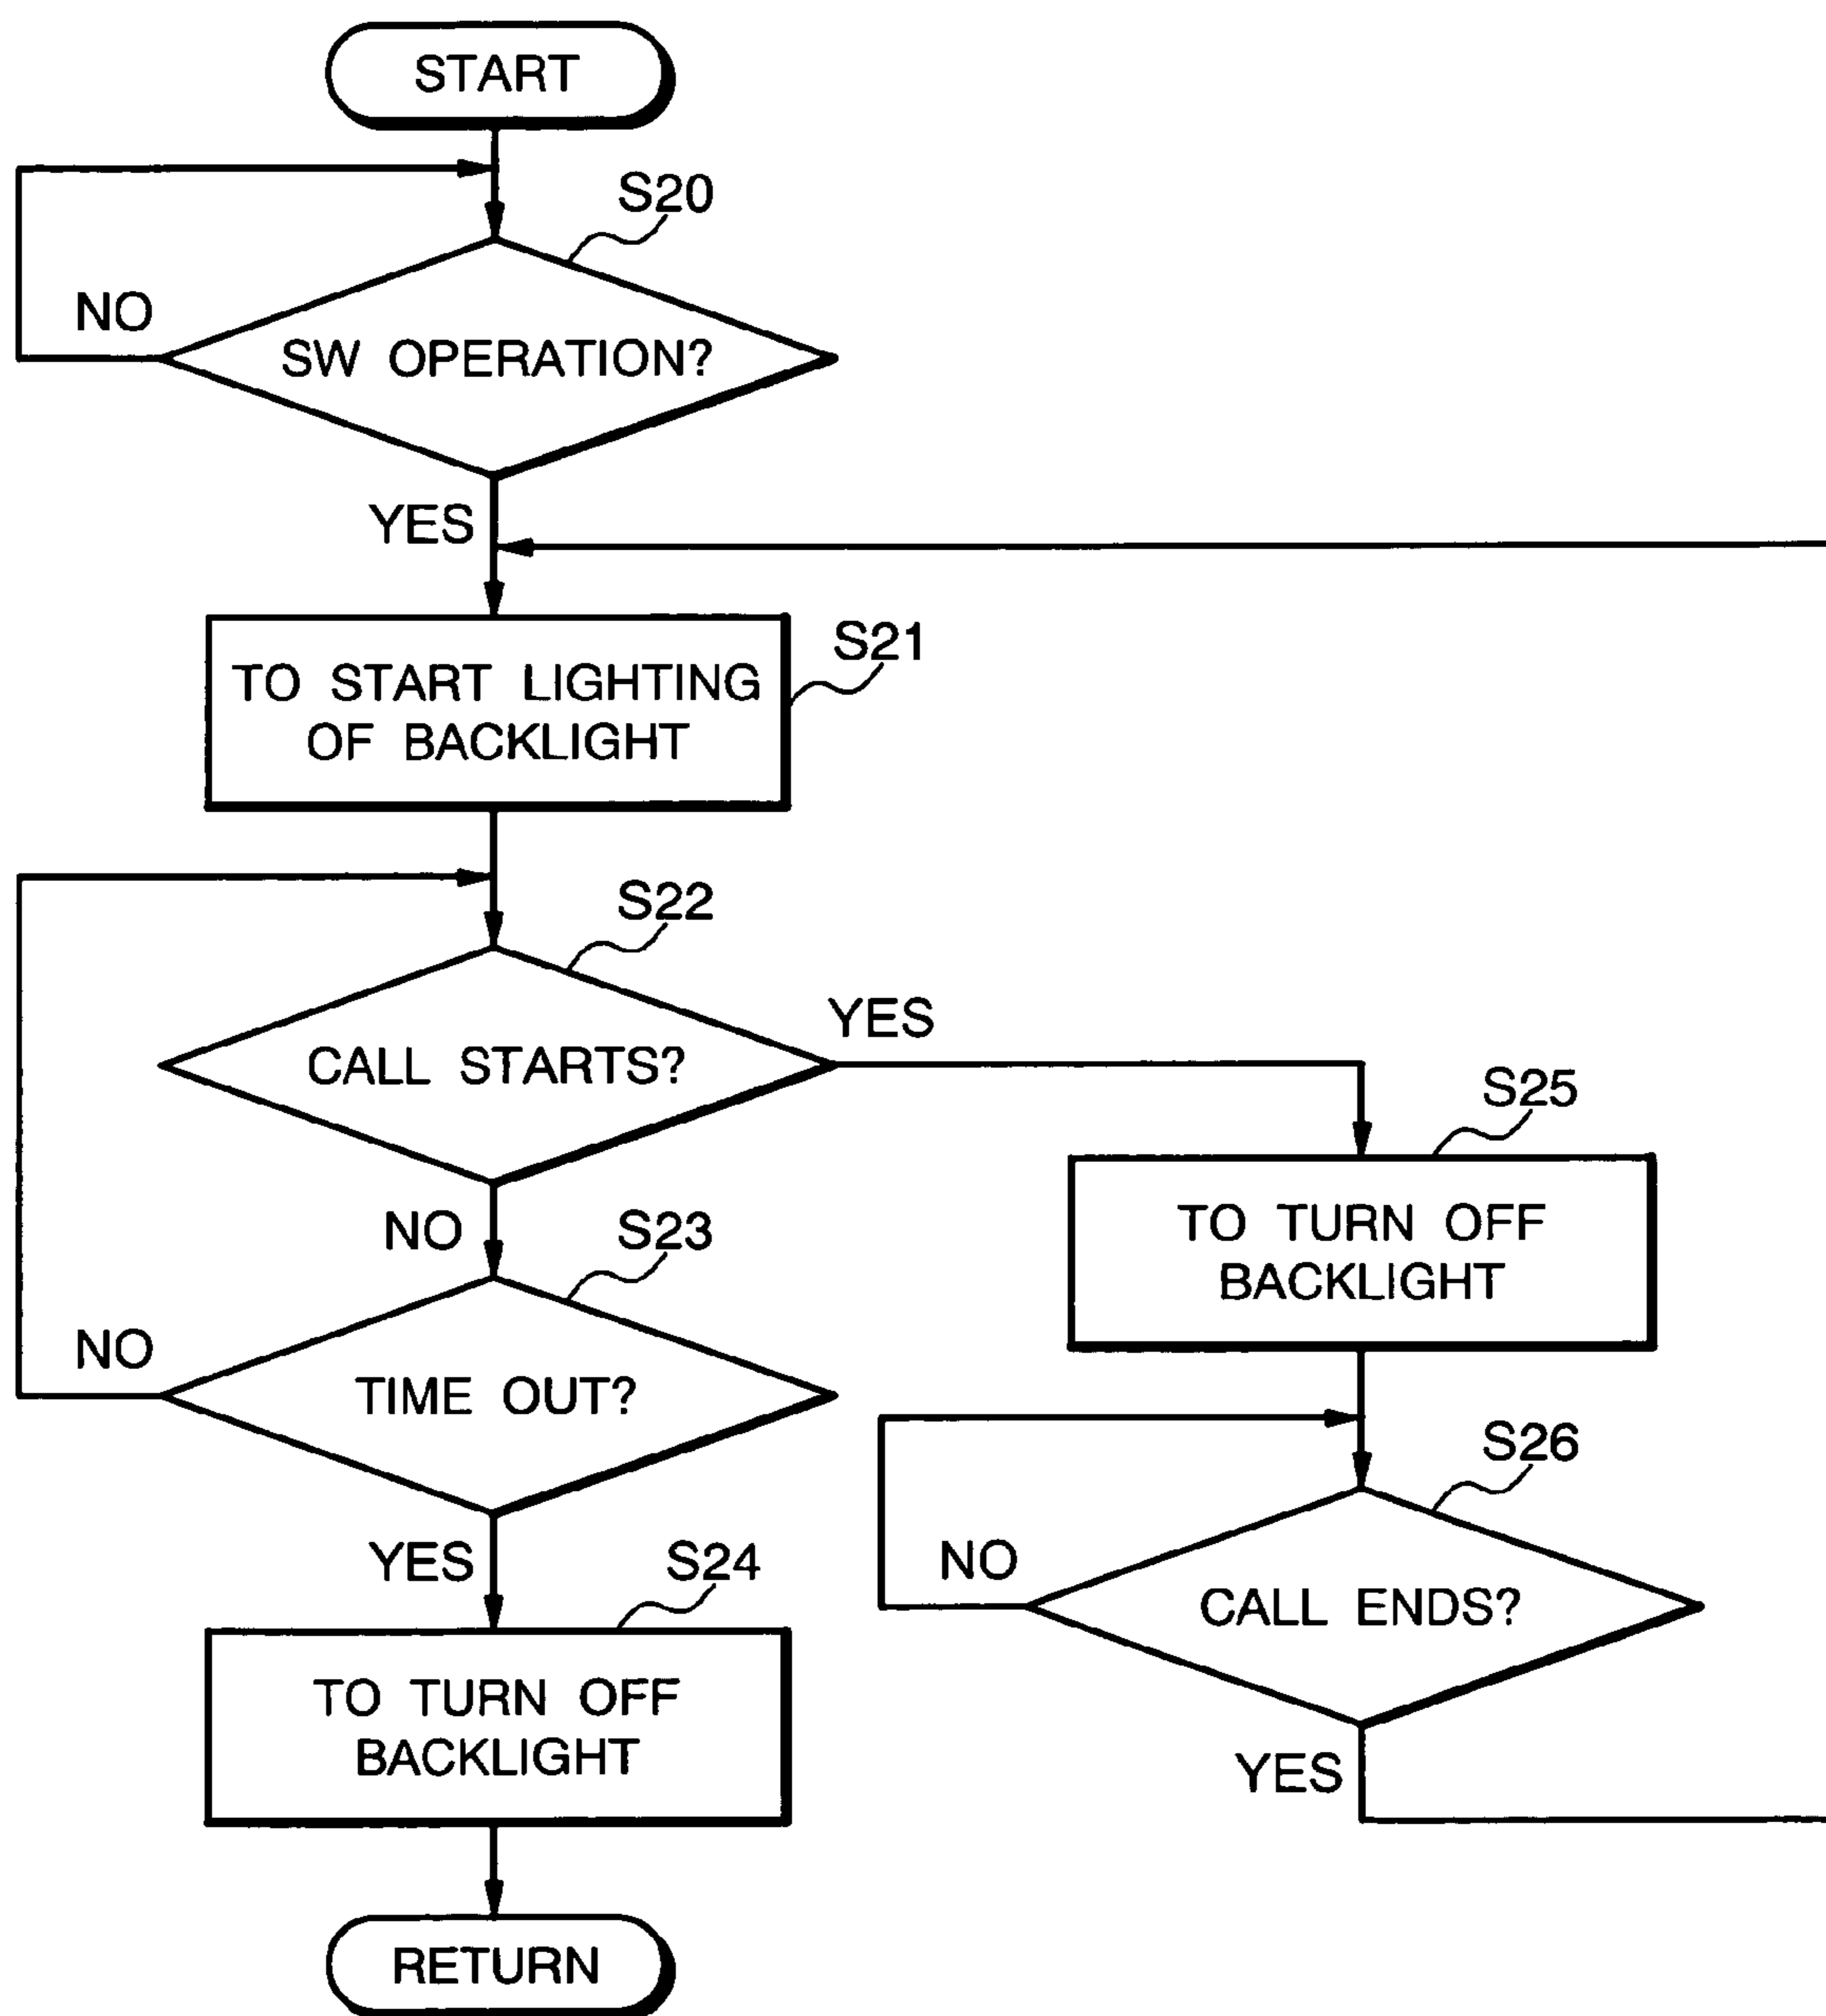 START
S20
NO
SW OPERATION?
YES
S21
TO START LIGHTING
OF BACKLIGHT
S22
YES
CALL STARTS?
S25
NO
S23
TO TURN OFF
BACKLIGHT
NO
TIME OUT?
S26
YES
S24
NO
CALL ENDS?
TO TURN OFF
BACKLIGHT
YES
RETURN